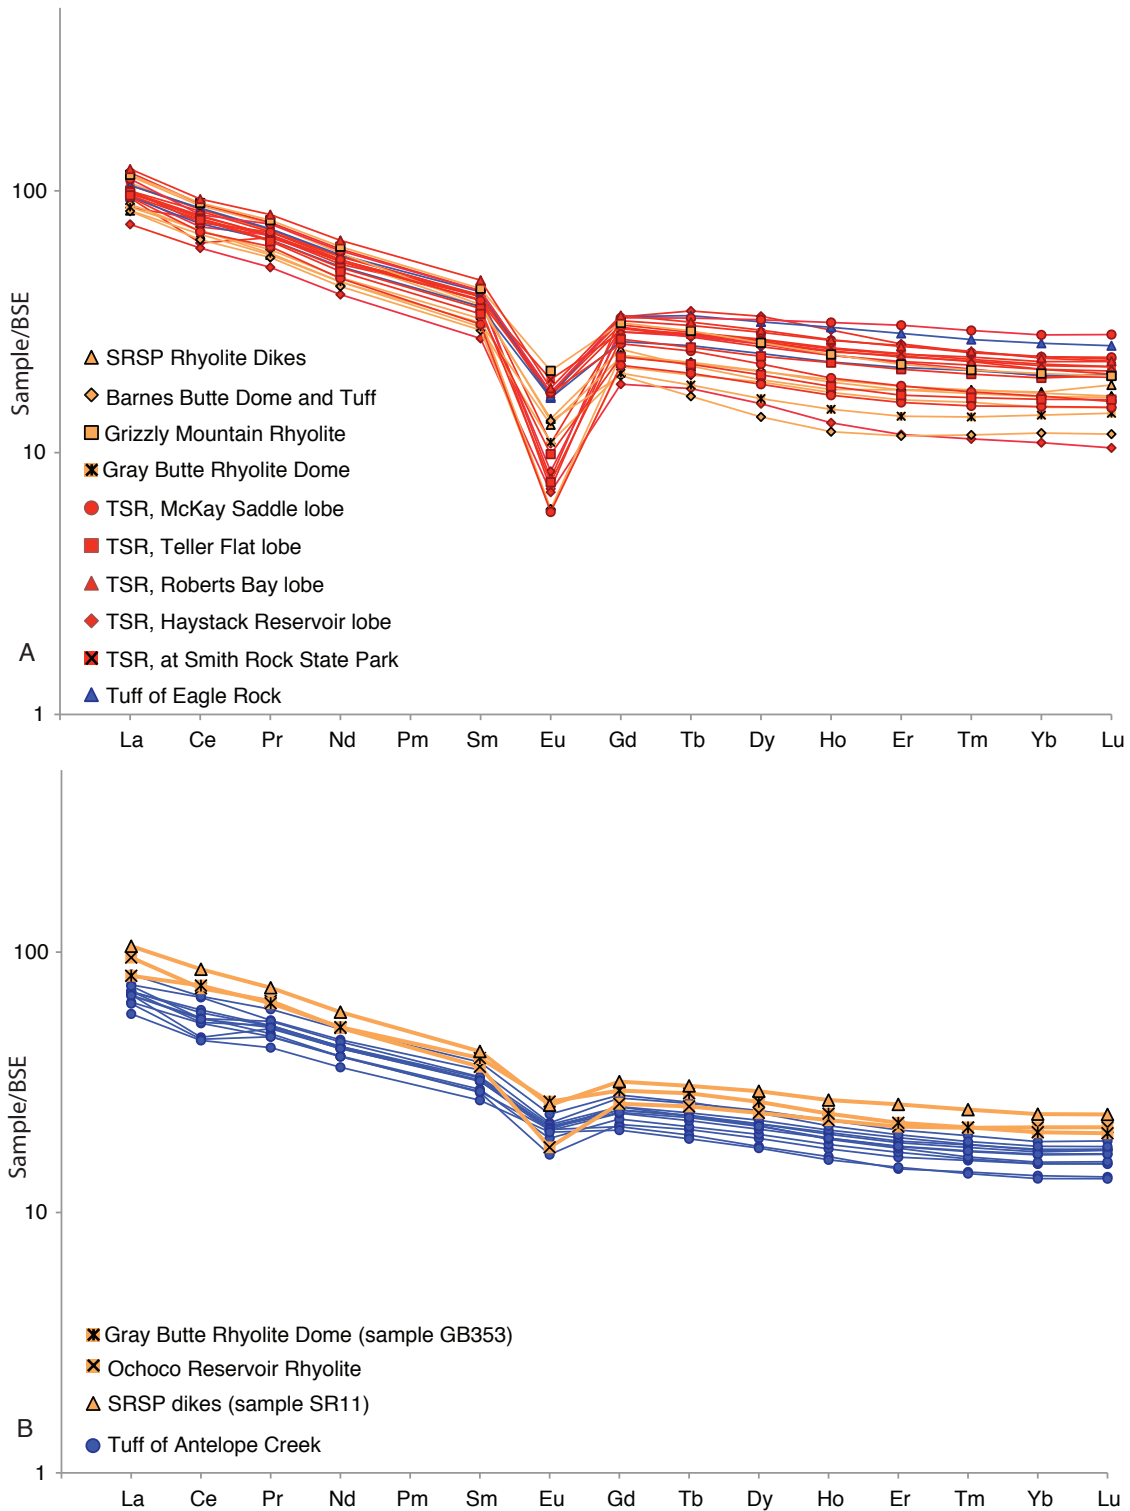 100
Sample/BSE
SRSP Rhyolite Dikes
Barnes Butte Dome and Tuff
Grizzly Mountain Rhyolite
10
Gray Butte Rhyolite Dome
TSR, McKay Saddle lobe
TSR, Teller Flat lobe
TSR, Roberts Bay lobe
TSR, Haystack Reservoir lobe
A
TSR, at Smith Rock State Park
Tuff of Eagle Rock
1
La Ce Pr Nd Pm Sm Eu Gd Tb Dy Ho Er Tm Yb Lu
100
Sample/BSE
10
Gray Butte Rhyolite Dome (sample GB353)
Ochoco Reservoir Rhyolite
SRSP dikes (sample SR11)
B
Tuff of Antelope Creek
1
La Ce Pr Nd Pm Sm Eu Gd Tb Dy Ho Er Tm Yb Lu